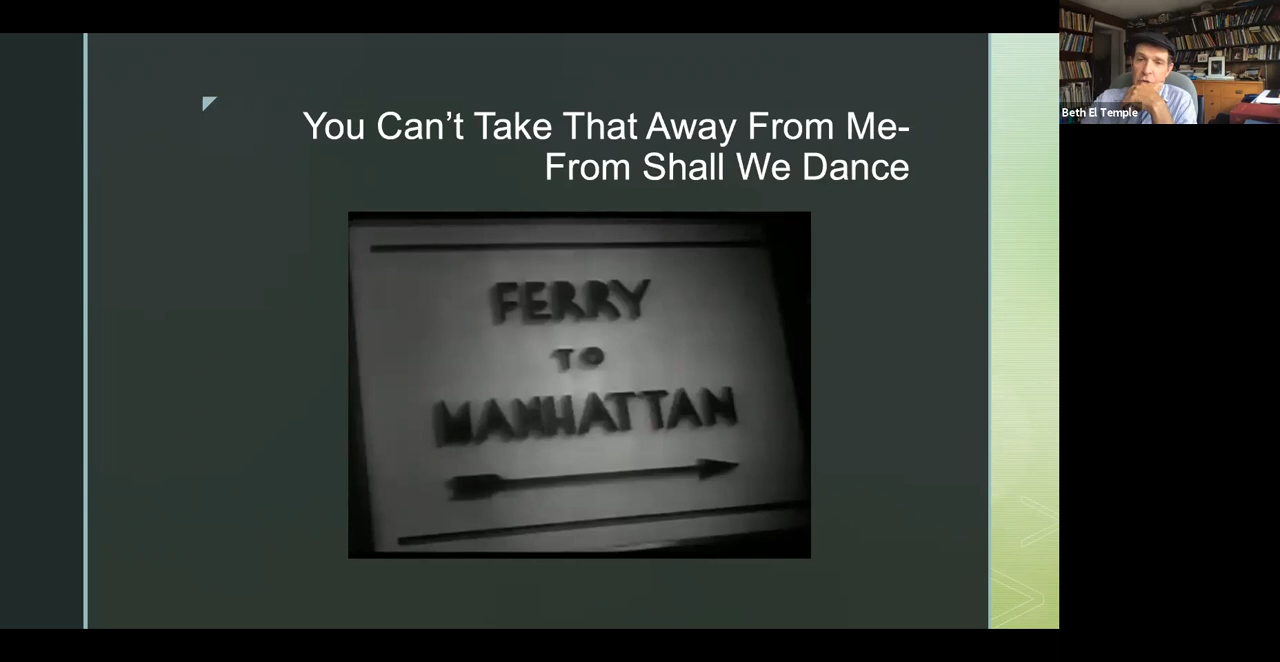 You Can’t Take That Away From Me-
From Shall We Dance
FERRY
TO
MANHATTAN
Beth El Temple